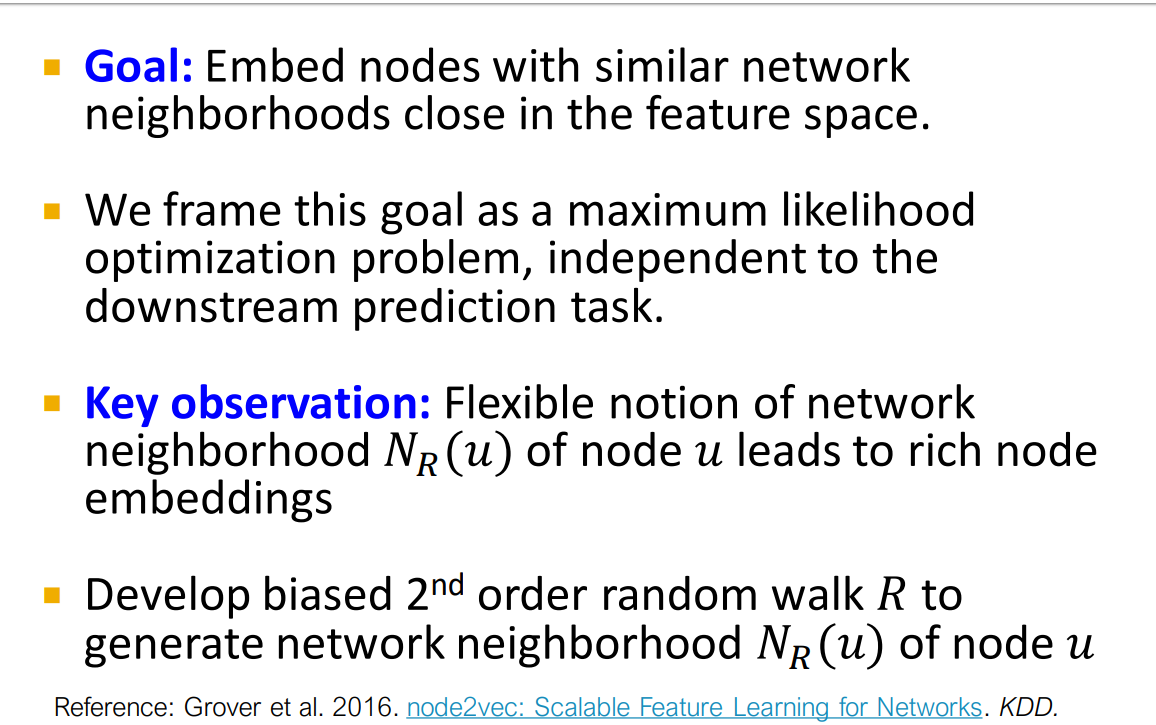 Goal: Embed nodes with similar network
neighborhoods close in the feature space.
We frame this goal as a maximum likelihood
optimization problem, independent to the
downstream prediction task.
Key observation: Flexible notion of network
neighborhood N_R(u) of node u leads to rich node
embeddings
Develop biased 2nd order random walk R to
generate network neighborhood N_R(u) of node u
Reference: Grover et al. 2016. node2vec: Scalable Feature Learning for Networks. KDD.